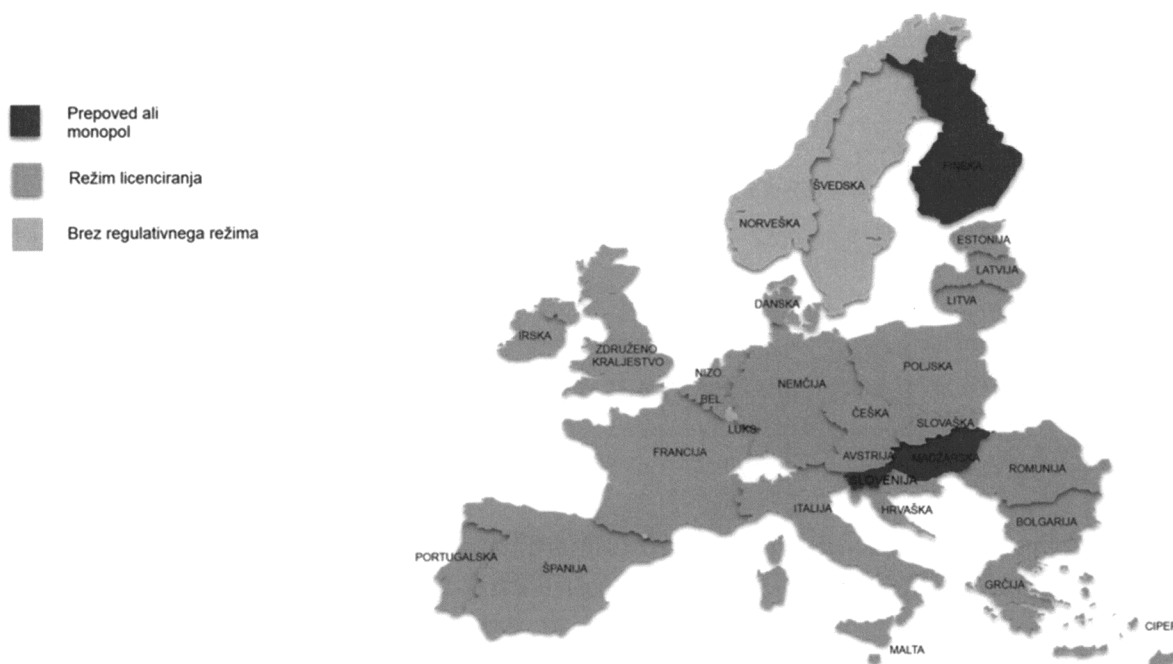 Prepoved ali
monopol
Režim licenciranja
Brez regulativnega režima
FINSKA
ŠVEDSKA
NORVEŠKA
ESTONIJA
LATVIJA
LITVA
DANSKA
IRSKA
ZDRUŽENO
KRALJESTVO
NIZO
BEL.
LUKS
NEMČIJA
POLJSKA
ČEŠKA
SLOVAŠKA
FRANCIJA
AVSTRIJA
MADŽARSKA
SLOVENIJA
ROMUNIJA
ITALIJA
HRVAŠKA
BOLGARIJA
PORTUGALSKA
ŠPANIJA
GRČIJA
CIPER
MALTA